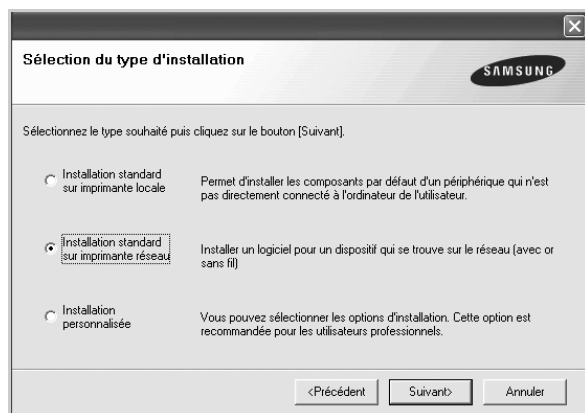 Sélection du type d'installation
SAMSUNG
Sélectionnez le type souhaité puis cliquez sur le bouton [Suivant].
Installation standard
sur imprimante locale
Permet d'installer les composants par défaut d'un périphérique qui n'est
pas directement connecté à l'ordinateur de l'utilisateur.
Installation standard
sur imprimante réseau
Installer un logiciel pour un dispositif qui se trouve sur le réseau (avec or
sans fil)
Installation
personnalisée
Vous pouvez sélectionner les options d'installation. Cette option est
recommandée pour les utilisateurs professionnels.
<Précédent
Suivant>
Annuler